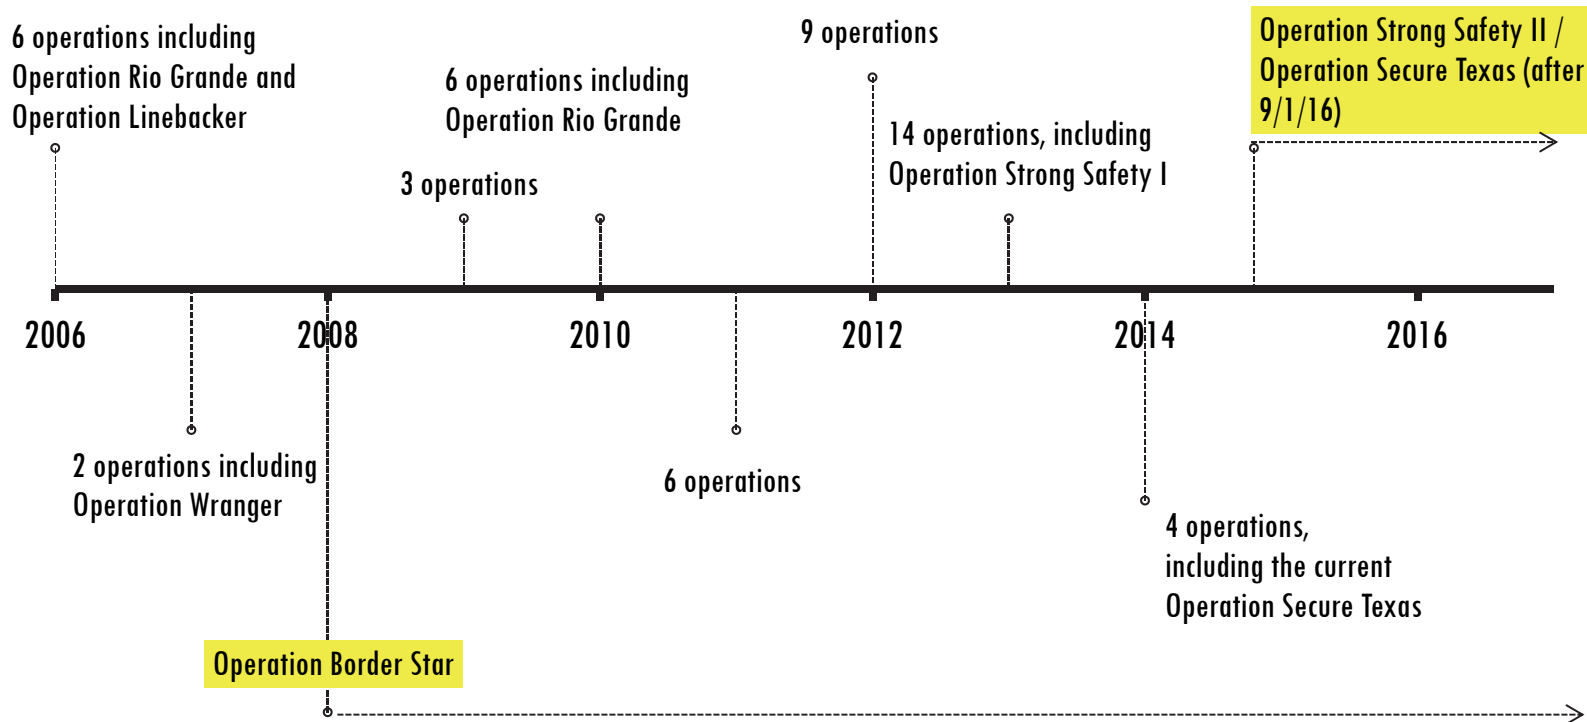 6 operations including
Operation Rio Grande and
Operation Linebacker
3 operations
6 operations including
Operation Rio Grande
9 operations
14 operations, including
Operation Strong Safety I
Operation Strong Safety II /
Operation Secure Texas (after
9/1/16)
2006
2008
2010
2012
2014
2016
2 operations including
Operation Wranger
Operation Border Star
6 operations
4 operations,
including the current
Operation Secure Texas